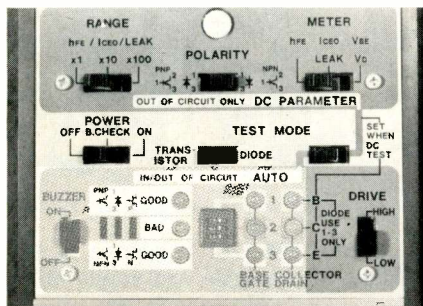 RANGE
METER
hFE / ICEO / LEAK
x1 x10 x100
POLARITY
PNP
NPN
hFE ICEO VBE
LEAK VD
OUT OF CIRCUIT ONLY DC PARAMETER
POWER
OFF B.CHECK ON
TEST MODE
TRANS-
ISTOR
DIODE
SET
WHEN
DC
TEST
IN/OUT OF CIRCUIT AUTO
BUZZER
ON
OFF
PNP
GOOD
BAD
GOOD
NPN
1 B
2 C
3 E
DIODE
USE
1-3
ONLY
DRIVE
HIGH
LOW
BASE COLLECTOR
GATE DRAIN